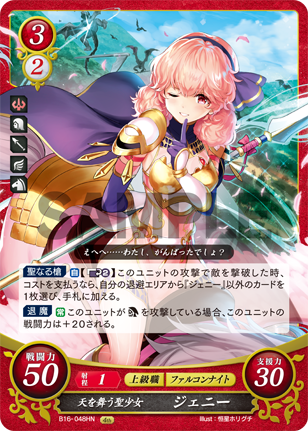 3
2
SAMPLE
えへへ……わたし、がんばったでしょ？
聖なる槍 自 【2】このユニットの攻撃で敵を撃破した時、
コストを支払うなら、自分の退避エリアから『ジェニー』以外のカードを
1枚選び、手札に加える。
退魔 常 このユニットが を攻撃している場合、このユニットの
戦闘力は＋20される。
戦闘力
50
射程 1
上級職
ファルコンナイト
支援力
30
天を舞う聖少女 ジェニー
B16-048HN
Illust：恒星ホリグチ